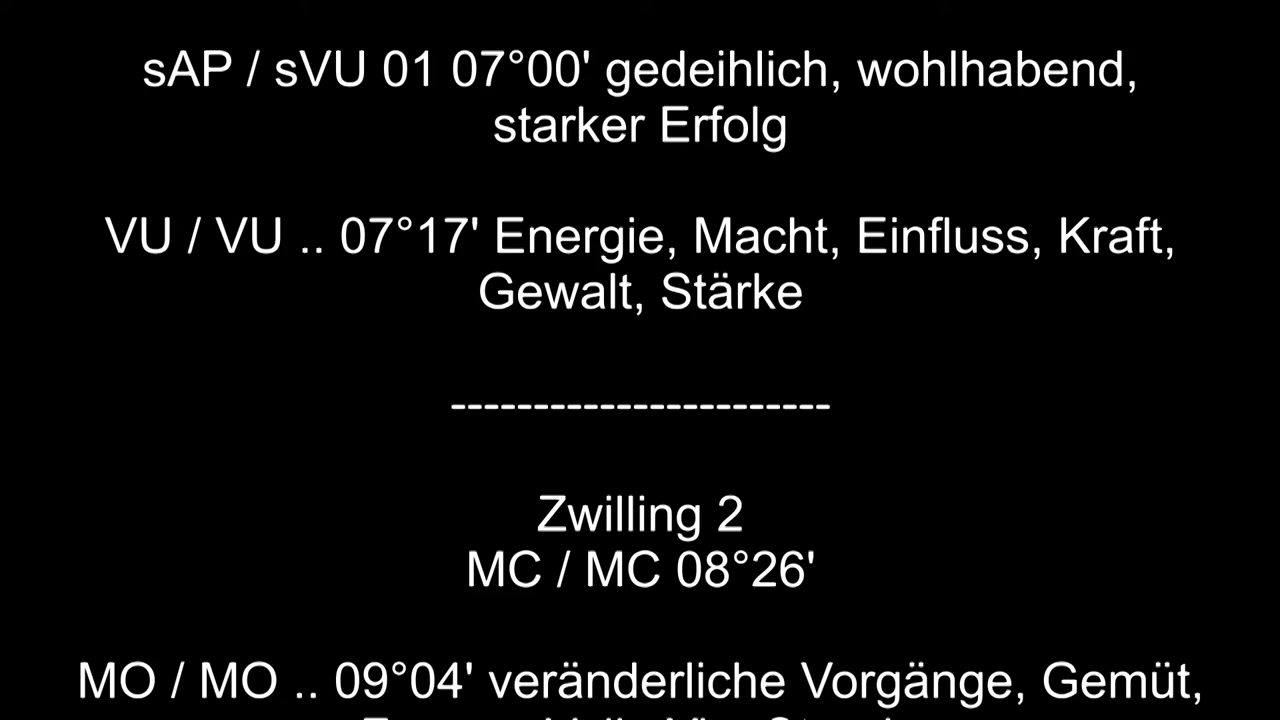 sAP / sVU 01 07°00' gedeihlich, wohlhabend,
starker Erfolg
VU / VU .. 07°17' Energie, Macht, Einfluss, Kraft,
Gewalt, Stärke
-----------------------
Zwilling 2
MC / MC 08°26'
MO / MO .. 09°04' veränderliche Vorgänge, Gemüt,